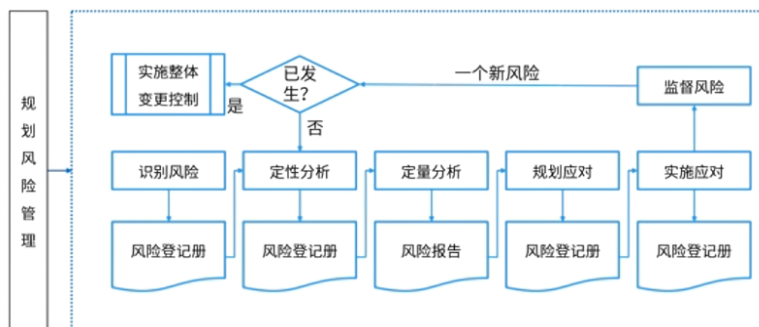 规
划
风
险
管
理
实施整体
变更控制
是
已发
生?
否
一个新风险
监督风险
识别风险
定性分析
定量分析
规划应对
实施应对
风险登记册
风险登记册
风险报告
风险登记册
风险登记册